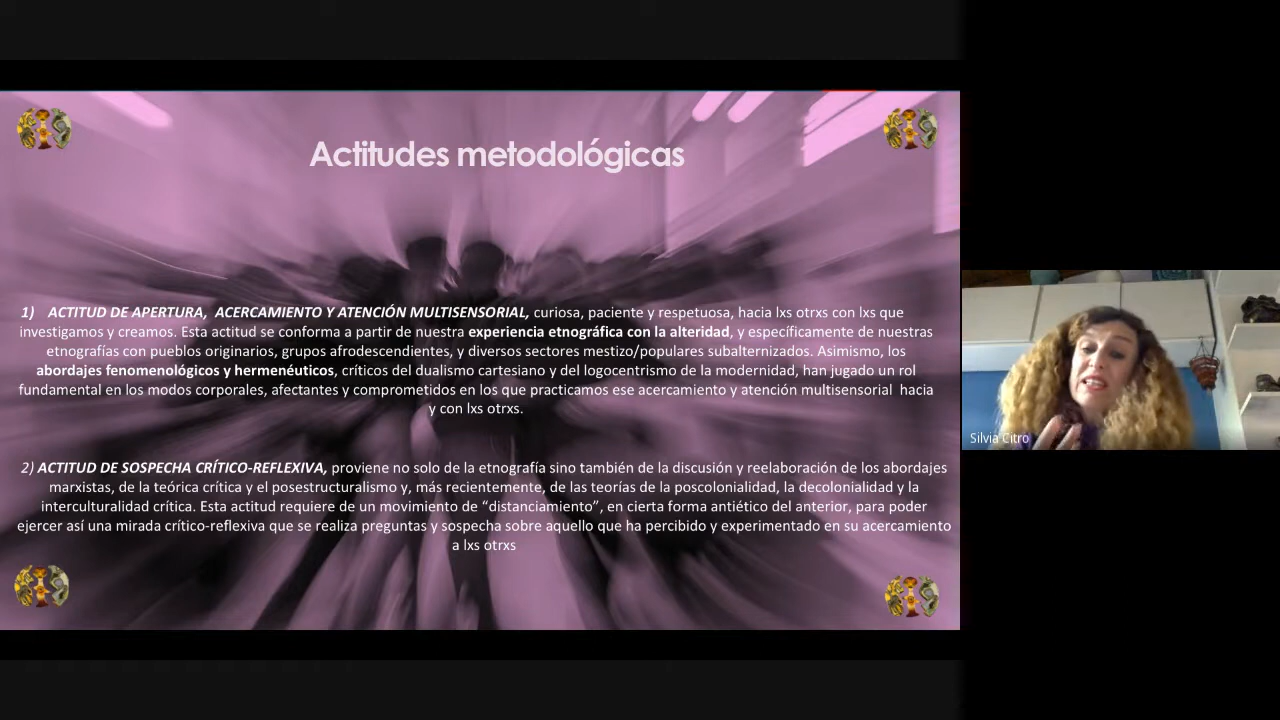 Actitudes metodológicas
1) ACTITUD DE APERTURA, ACERCAMIENTO Y ATENCIÓN MULTISENSORIAL, curiosa, paciente y respetuosa, hacia lxs otrxs con lxs que
investigamos y creamos. Esta actitud se conforma a partir de nuestra experiencia etnográfica con la alteridad, y específicamente de nuestras
etnografías con pueblos originarios, grupos afrodescendientes, y diversos sectores mestizo/populares subalternizados. Asimismo, los
abordajes fenomenológicos y hermenéuticos, críticos del dualismo cartesiano y del logocentrismo de la modernidad, han jugado un rol
fundamental en los modos corporales, afectantes y comprometidos en los que practicamos ese acercamiento y atención multisensorial hacia
y con lxs otrxs.
2) ACTITUD DE SOSPECHA CRÍTICO-REFLEXIVA, proviene no solo de la etnografía sino también de la discusión y reelaboración de los abordajes
marxistas, de la teórica crítica y el posestructuralismo y, más recientemente, de las teorías de la poscolonialidad, la decolonialidad y la
interculturalidad crítica. Esta actitud requiere de un movimiento de “distanciamiento”, en cierta forma antiético del anterior, para poder
ejercer así una mirada crítico-reflexiva que se realiza preguntas y sospecha sobre aquello que ha percibido y experimentado en su acercamiento
a lxs otrxs
Silvia Citro